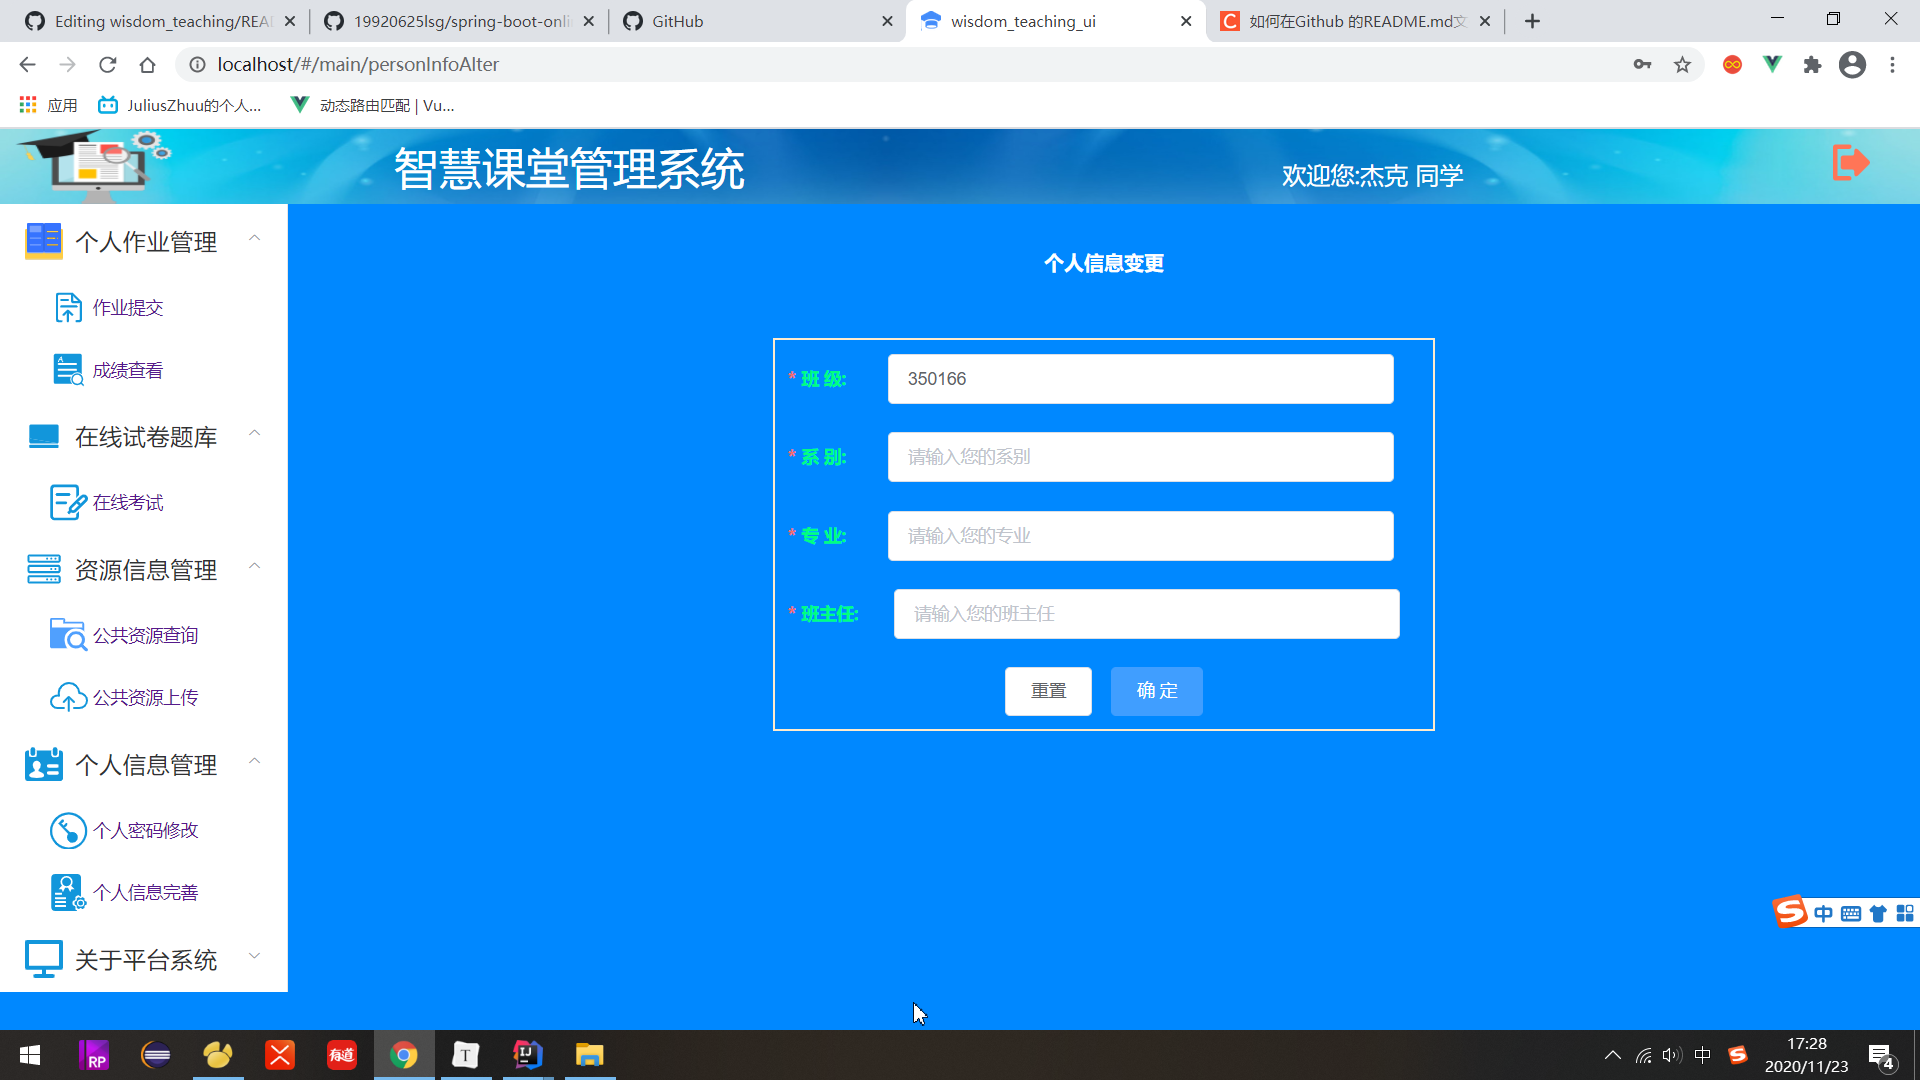 Editing wisdom_teaching/REA
19920625lsg/spring-boot-onli
GitHub
wisdom_teaching_ui
如何在Github 的README.md文
localhost/#/main/personInfoAlter
应用
JuliusZhuu的个人...
动态路由匹配 | Vu...
智慧课堂管理系统
欢迎您:杰克 同学
个人作业管理
作业提交
成绩查看
在线试卷题库
在线考试
资源信息管理
公共资源查询
公共资源上传
个人信息管理
个人密码修改
个人信息完善
关于平台系统
个人信息变更
* 班 级:
350166
* 系 别:
请输入您的系别
* 专 业:
请输入您的专业
* 班主任:
请输入您的班主任
重置
确 定
中
RP
有道
T
IJ
中
17:28
2020/11/23
4